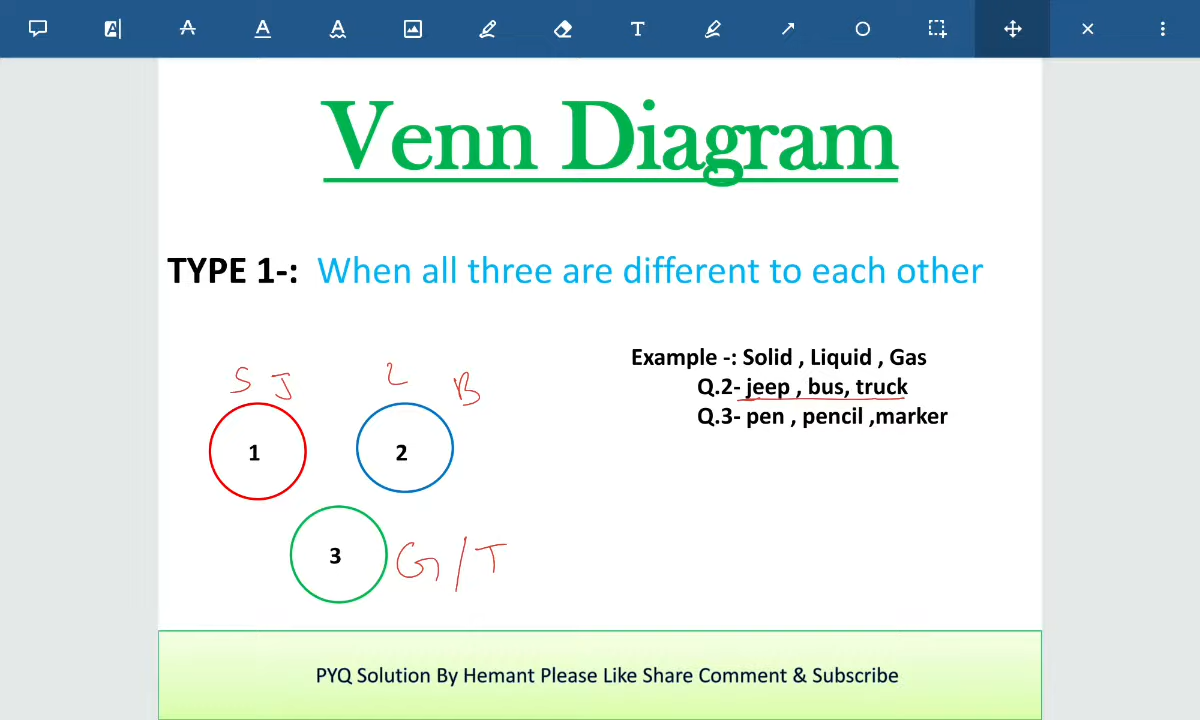 Venn Diagram
TYPE 1-: When all three are different to each other
Example -: Solid , Liquid , Gas
Q.2- jeep , bus, truck
Q.3- pen , pencil ,marker
S J
L
B
1
2
3
G/T
PYQ Solution By Hemant Please Like Share Comment & Subscribe